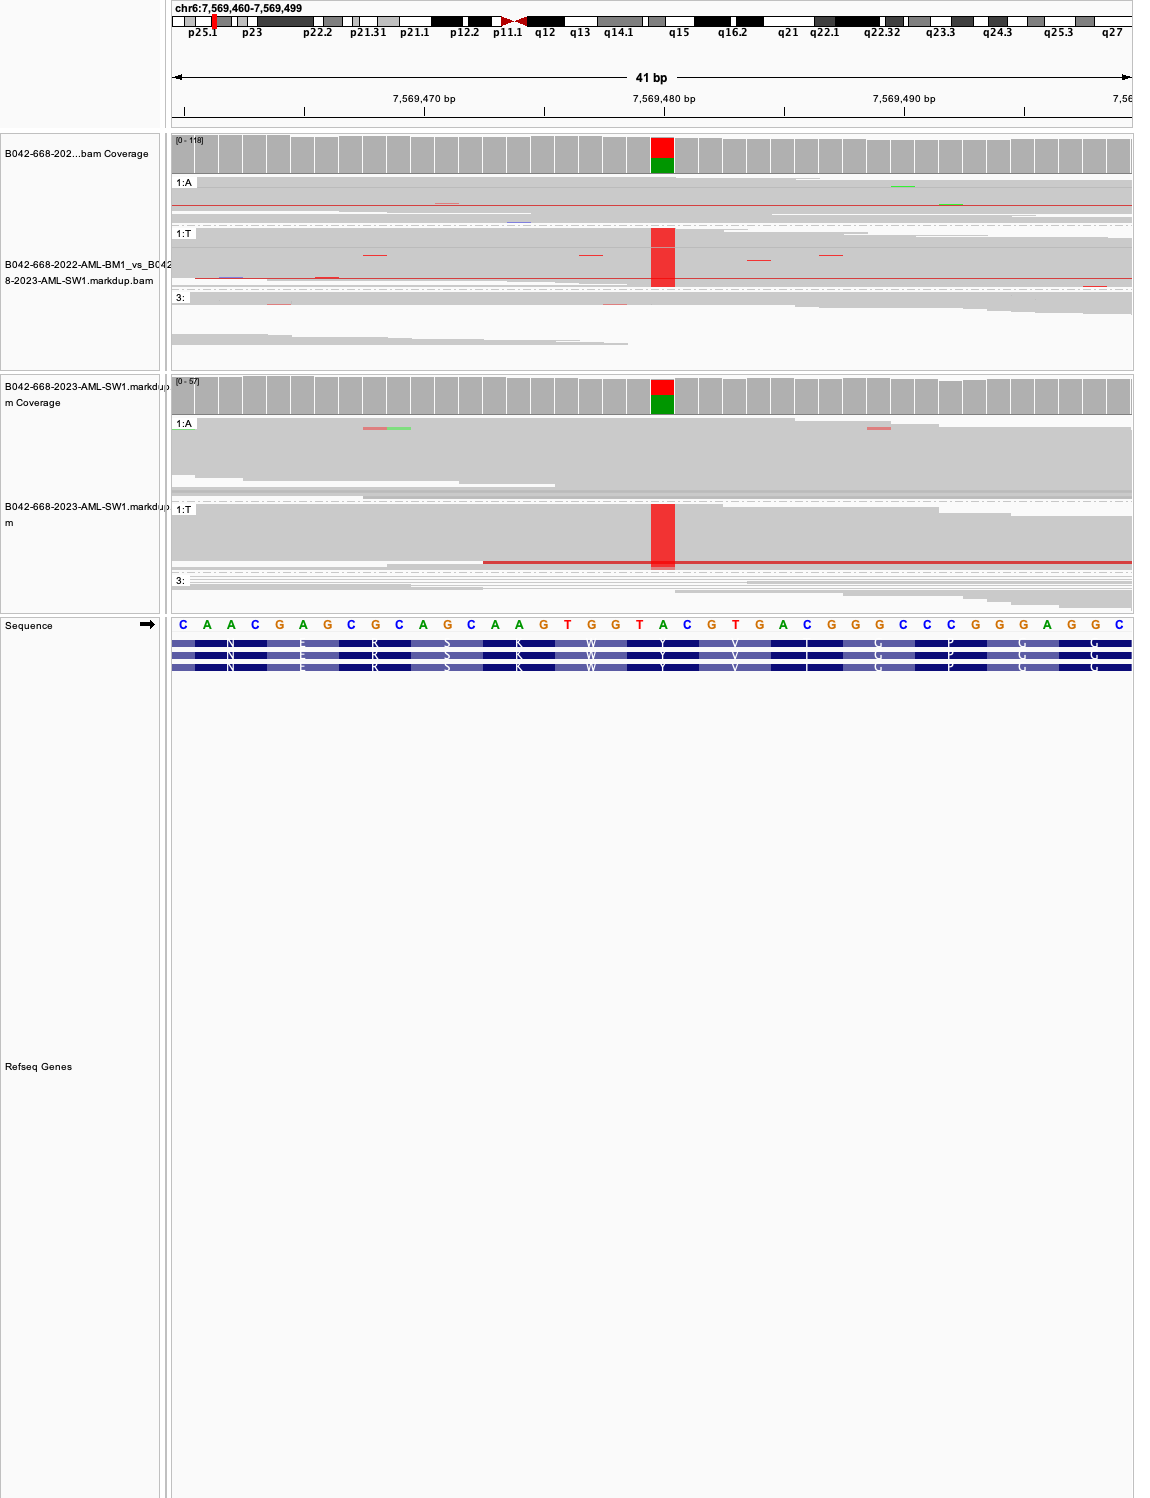 chr6:7,569,460-7,569,499
p25.1 p23 p22.2 p21.31 p21.1 p12.2 p11.1 q12 q13 q14.1 q15 q16.2 q21 q22.1 q22.32 q23.3 q24.3 q25.3 q27
41 bp
7,569,470 bp 7,569,480 bp 7,569,490 bp 7,56
[0 - 118]
B042-668-202...bam Coverage
1:A
1:T
B042-668-2022-AML-BM1_vs_B042
8-2023-AML-SW1.markdup.bam
3:
[0 - 57]
B042-668-2023-AML-SW1.markdup
m Coverage
1:A
B042-668-2023-AML-SW1.markdup
m
1:T
3:
Sequence C A A C G A G C G C A G C A A G T G G T A C G T G A C G G G C C C G G G A G G C
N E R S K W Y V T G P G G
N E R S K W Y V T G P G G
N E R S K W Y V T G P G G
Refseq Genes